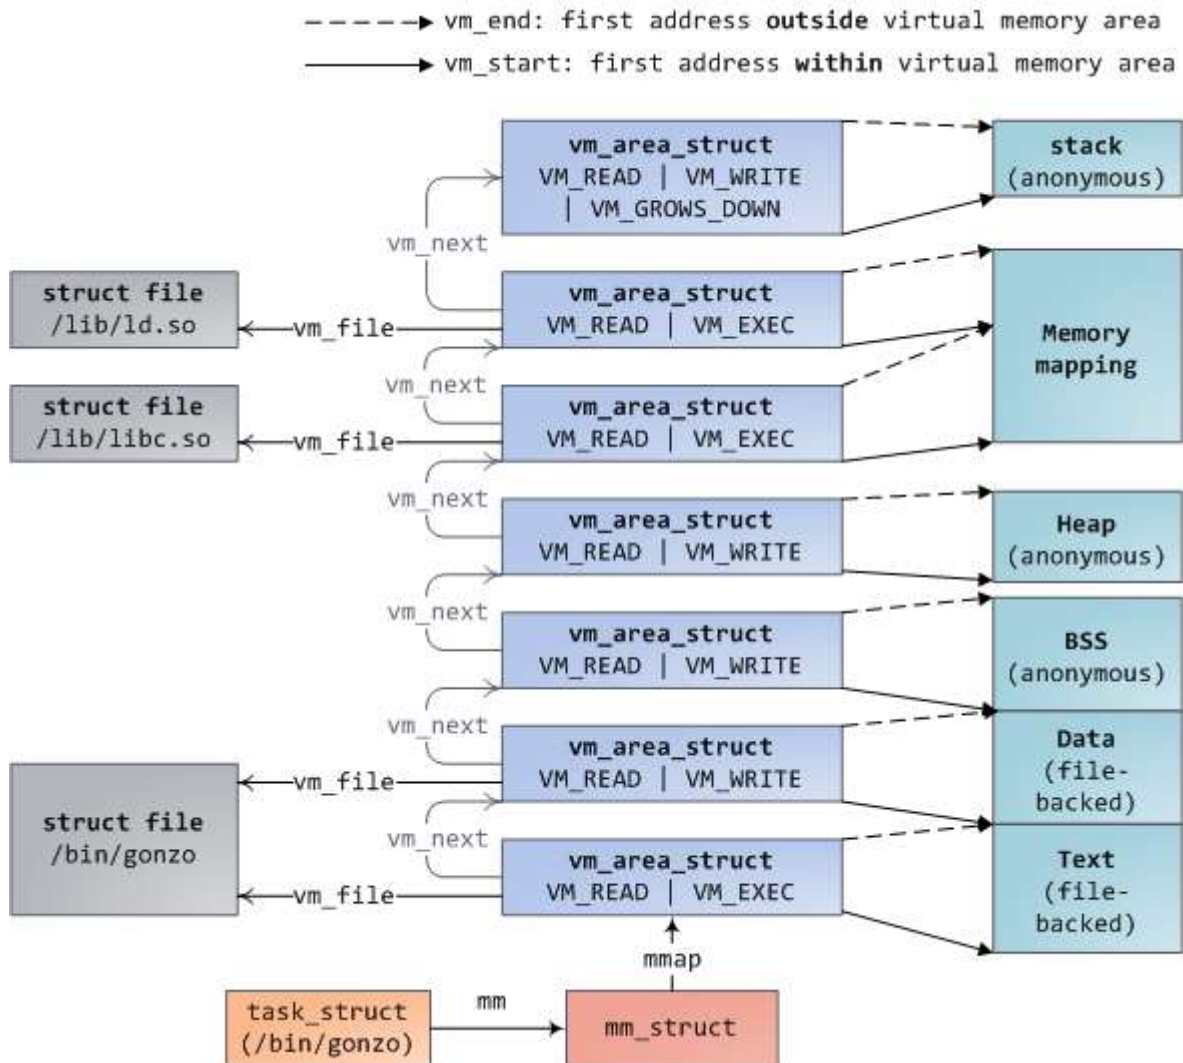 vm_end: first address outside virtual memory area
vm_start: first address within virtual memory area
vm_area_struct
VM_READ | VM_WRITE
| VM_GROWS_DOWN
stack
(anonymous)
vm_next
struct file
/lib/ld.so
vm_file
vm_area_struct
VM_READ | VM_EXEC
Memory
mapping
vm_next
struct file
/lib/libc.so
vm_file
vm_area_struct
VM_READ | VM_EXEC
vm_next
vm_area_struct
VM_READ | VM_WRITE
Heap
(anonymous)
vm_next
vm_area_struct
VM_READ | VM_WRITE
BSS
(anonymous)
vm_next
vm_area_struct
VM_READ | VM_WRITE
Data
(file-
backed)
vm_file
struct file
/bin/gonzo
vm_next
vm_area_struct
VM_READ | VM_EXEC
Text
(file-
backed)
vm_file
mmap
task_struct
(/bin/gonzo)
mm
mm_struct